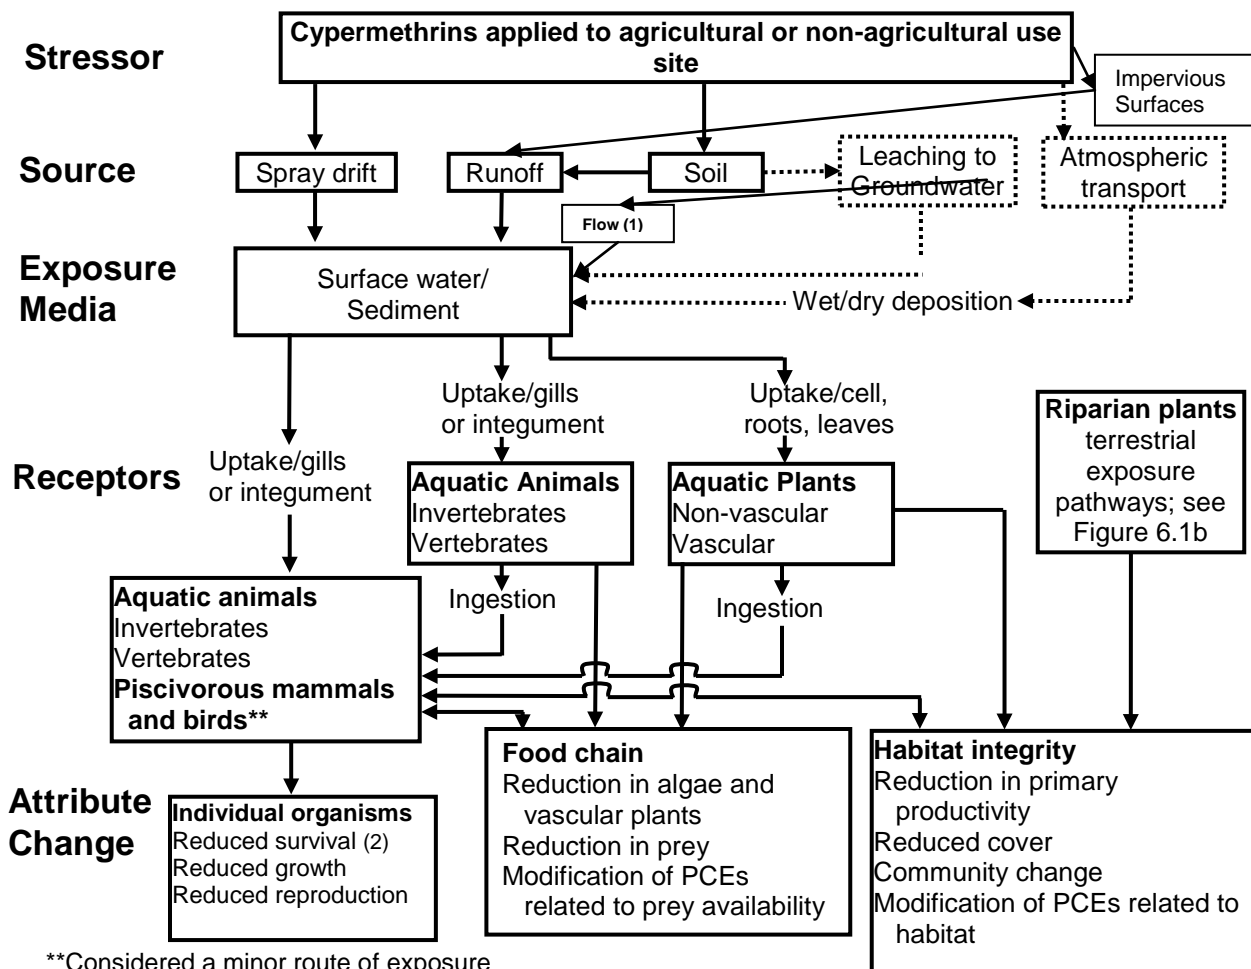 Stressor
Cypermethrins applied to agricultural or non-agricultural use
site
Impervious
Surfaces
Source
Spray drift
Runoff
Soil
Leaching to
Groundwater
Atmospheric
transport
Flow (1)
Exposure
Media
Surface water/
Sediment
Wet/dry deposition
Uptake/gills
or integument
Uptake/cell,
roots, leaves
Riparian plants
terrestrial
exposure
pathways; see
Figure 6.1b
Receptors
Uptake/gills
or integument
Aquatic Animals
Invertebrates
Vertebrates
Aquatic Plants
Non-vascular
Vascular
Ingestion
Ingestion
Aquatic animals
Invertebrates
Vertebrates
Piscivorous mammals
and birds**
Attribute
Change
Individual organisms
Reduced survival (2)
Reduced growth
Reduced reproduction
Food chain
Reduction in algae and
vascular plants
Reduction in prey
Modification of PCEs
related to prey availability
Habitat integrity
Reduction in primary
productivity
Reduced cover
Community change
Modification of PCEs related to
habitat
**Considered a minor route of exposure